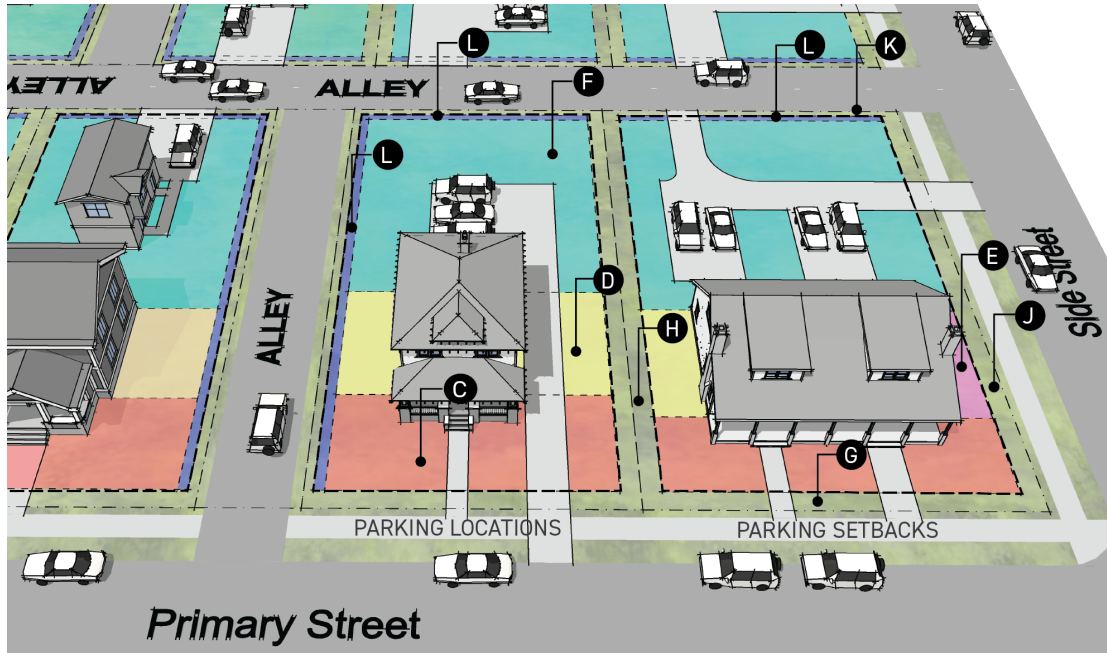 L
L
K
ALLEY
ALLEY
F
L
E
D
Side Street
J
ALLEY
H
C
G
PARKING LOCATIONS
PARKING SETBACKS
Primary Street